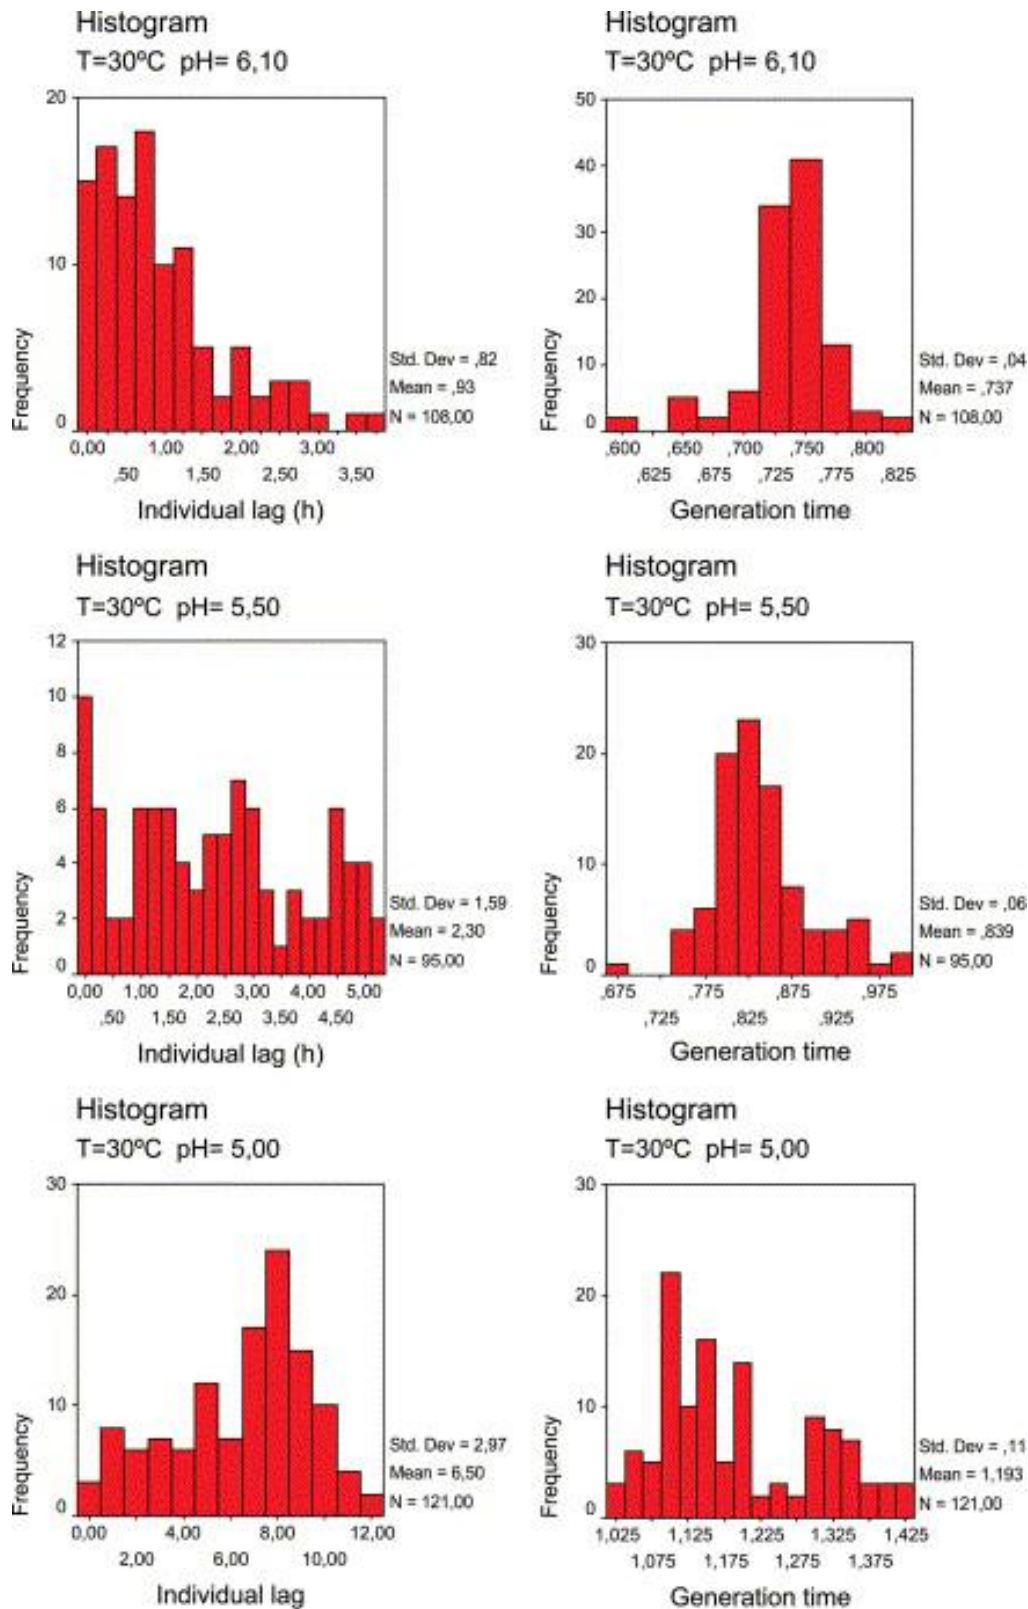 Histogram
T=30ºC pH= 6,10
20
10
0
Frequency
0,00 1,00 2,00 3,00
,50 1,50 2,50 3,50
Individual lag (h)
Std. Dev = ,82
Mean = ,93
N = 108,00
Histogram
T=30ºC pH= 6,10
50
40
30
20
10
0
Frequency
,600 ,650 ,700 ,750 ,800
,625 ,675 ,725 ,775 ,825
Generation time
Std. Dev = ,04
Mean = ,737
N = 108,00
Histogram
T=30ºC pH= 5,50
12
10
8
6
4
2
0
Frequency
0,00 1,00 2,00 3,00 4,00 5,00
,50 1,50 2,50 3,50 4,50
Individual lag (h)
Std. Dev = 1,59
Mean = 2,30
N = 95,00
Histogram
T=30ºC pH= 5,50
30
20
10
0
Frequency
,675 ,775 ,875 ,975
,725 ,825 ,925
Generation time
Std. Dev = ,06
Mean = ,839
N = 95,00
Histogram
T=30ºC pH= 5,00
30
20
10
0
Frequency
0,00 4,00 8,00 12,00
2,00 6,00 10,00
Individual lag
Std. Dev = 2,97
Mean = 6,50
N = 121,00
Histogram
T=30ºC pH= 5,00
30
20
10
0
Frequency
1,025 1,125 1,225 1,325 1,425
1,075 1,175 1,275 1,375
Generation time
Std. Dev = ,11
Mean = 1,193
N = 121,00